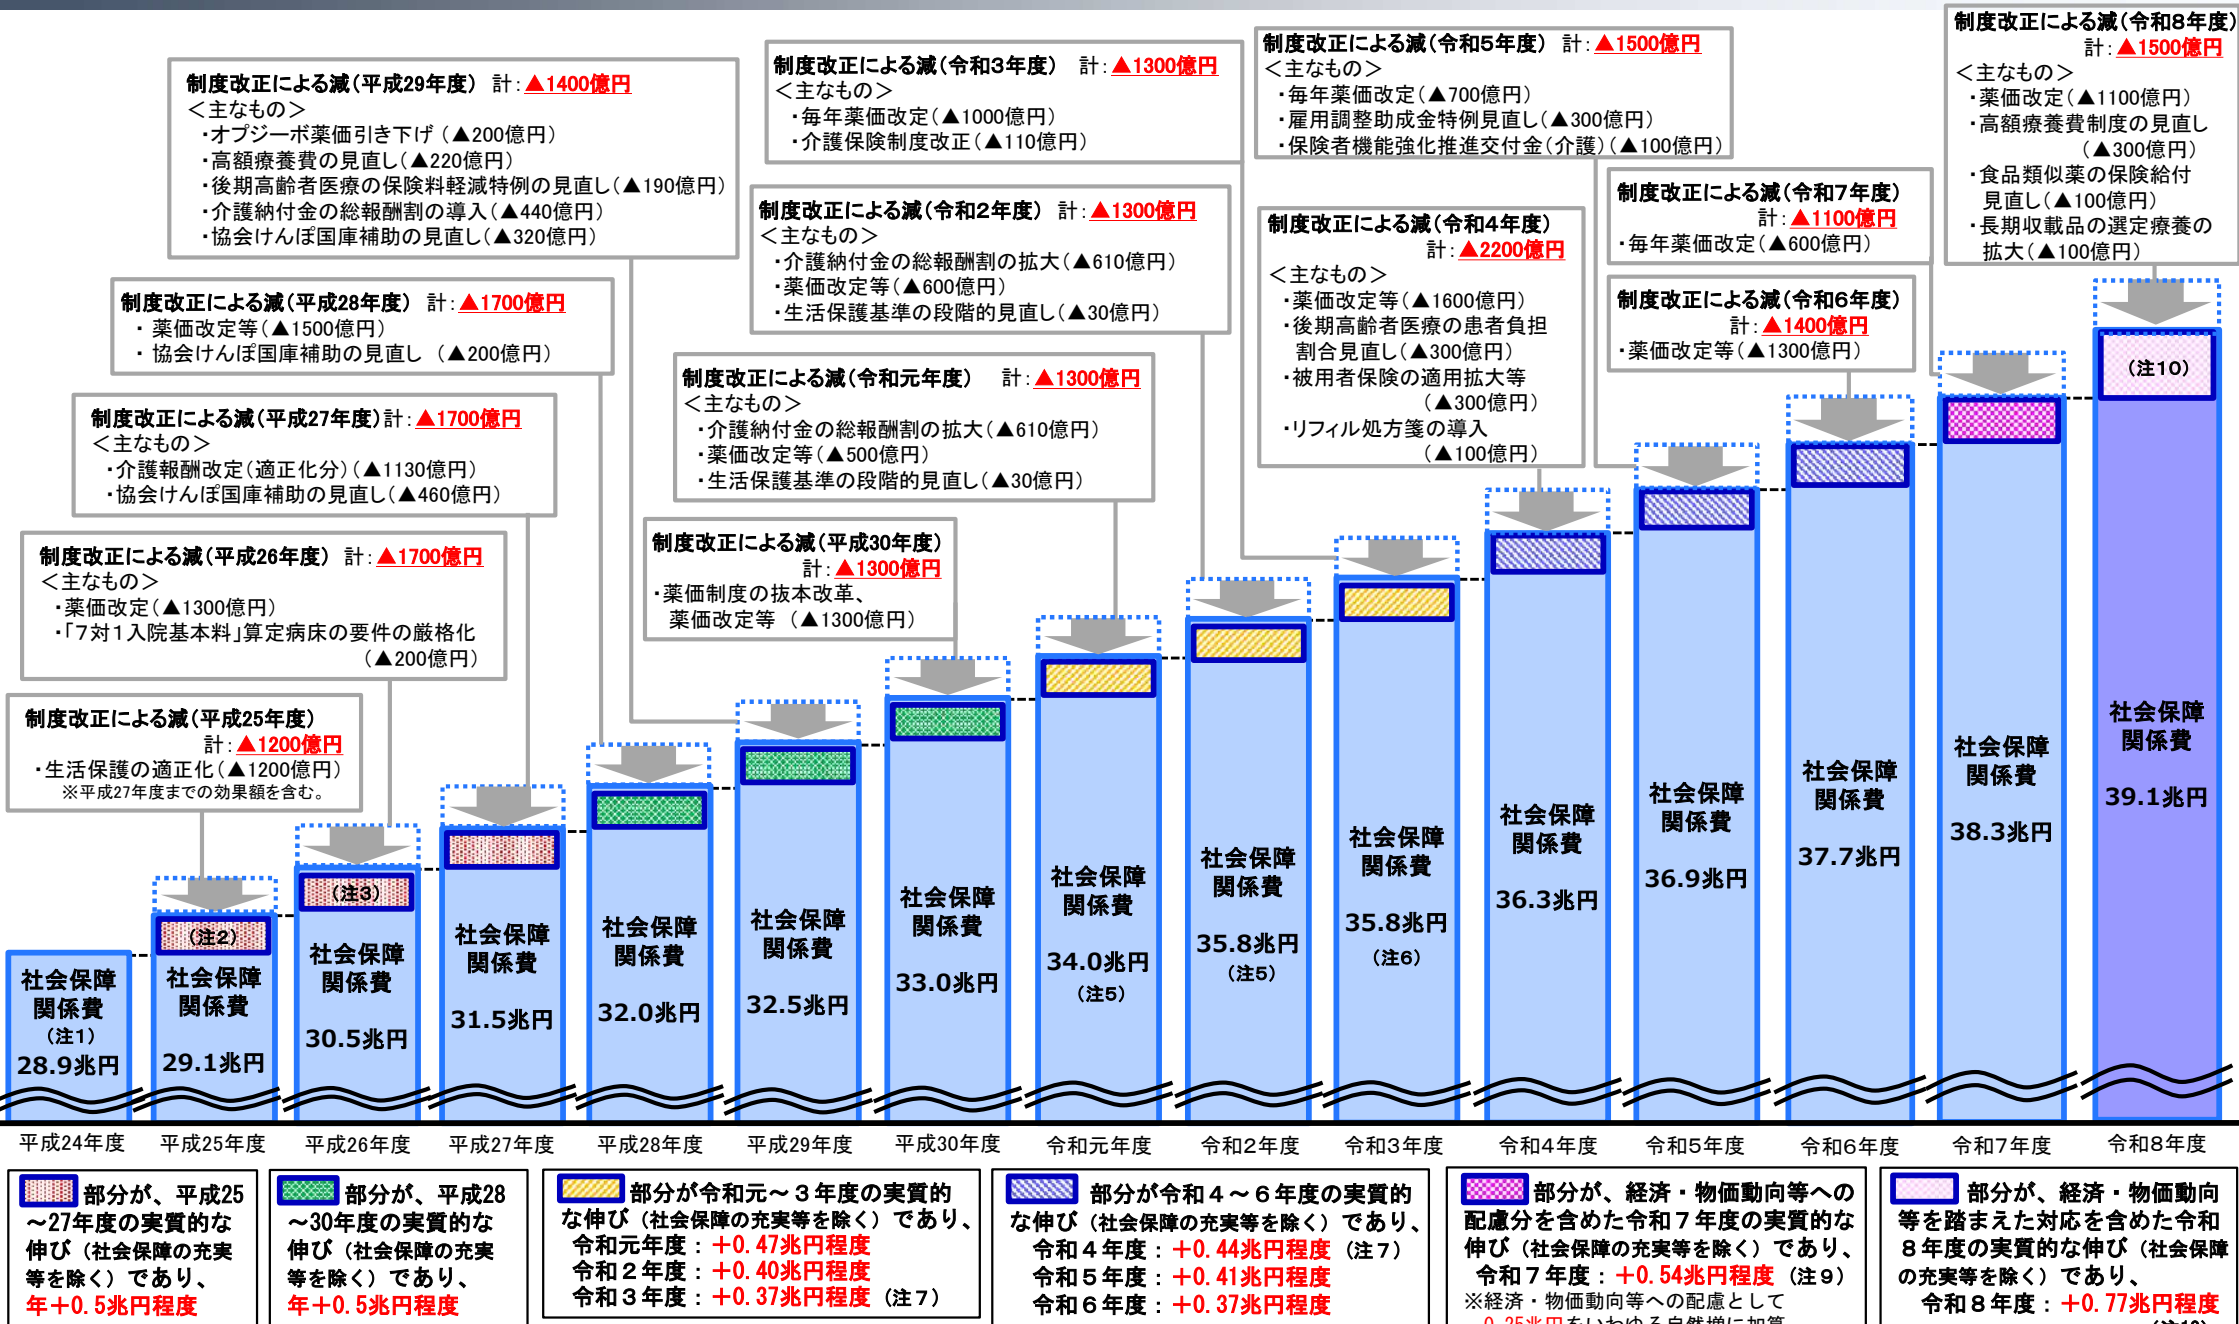 制度改正による減（平成29年度） 計：▲1400億円
＜主なもの＞
・オプジーボ薬価引き下げ（▲200億円）
・高額療養費の見直し（▲220億円）
・後期高齢者医療の保険料軽減特例の見直し（▲190億円）
・介護納付金の総報酬割の導入（▲440億円）
・協会けんぽ国庫補助の見直し（▲320億円）
制度改正による減（平成28年度） 計：▲1700億円
・ 薬価改定等（▲1500億円）
・ 協会けんぽ国庫補助の見直し （▲200億円）
制度改正による減（平成27年度）計：▲1700億円
＜主なもの＞
・介護報酬改定（適正化分）（▲1130億円）
・協会けんぽ国庫補助の見直し（▲460億円）
制度改正による減（平成26年度） 計：▲1700億円
＜主なもの＞
・薬価改定（▲1300億円）
・「７対１入院基本料」算定病床の要件の厳格化
（▲200億円）
制度改正による減（平成25年度）
計：▲1200億円
・生活保護の適正化（▲1200億円）
※平成27年度までの効果額を含む。
制度改正による減（令和３年度） 計：▲1300億円
＜主なもの＞
・毎年薬価改定（▲1000億円）
・介護保険制度改正（▲110億円）
制度改正による減（令和２年度） 計：▲1300億円
＜主なもの＞
・介護納付金の総報酬割の拡大（▲610億円）
・薬価改定等（▲600億円）
・生活保護基準の段階的見直し（▲30億円）
制度改正による減（令和元年度） 計：▲1300億円
＜主なもの＞
・介護納付金の総報酬割の拡大（▲610億円）
・薬価改定等（▲500億円）
・生活保護基準の段階的見直し（▲30億円）
制度改正による減（平成30年度）
計：▲1300億円
・薬価制度の抜本改革、
薬価改定等 （▲1300億円）
制度改正による減（令和５年度） 計：▲1500億円
＜主なもの＞
・毎年薬価改定（▲700億円）
・雇用調整助成金特例見直し（▲300億円）
・保険者機能強化推進交付金（介護）（▲100億円）
制度改正による減（令和４年度）
計：▲2200億円
＜主なもの＞
・薬価改定等（▲1600億円）
・後期高齢者医療の患者負担
割合見直し（▲300億円）
・被用者保険の適用拡大等
（▲300億円）
・リフィル処方箋の導入
（▲100億円）
制度改正による減（令和７年度）
計：▲1100億円
・毎年薬価改定（▲600億円）
制度改正による減（令和６年度）
計：▲1400億円
・薬価改定等（▲1300億円）
制度改正による減（令和８年度）
計：▲1500億円
＜主なもの＞
・薬価改定（▲1100億円）
・高額療養費制度の見直し
（▲300億円）
・食品類似薬の保険給付
見直し（▲100億円）
・長期収載品の選定療養の
拡大（▲100億円）
社会保障
関係費
（注1）
28.9兆円
（注2）
社会保障
関係費
29.1兆円
（注3）
社会保障
関係費
30.5兆円
社会保障
関係費
31.5兆円
社会保障
関係費
32.0兆円
社会保障
関係費
32.5兆円
社会保障
関係費
33.0兆円
社会保障
関係費
34.0兆円
（注5）
社会保障
関係費
35.8兆円
（注5）
社会保障
関係費
35.8兆円
（注6）
社会保障
関係費
36.3兆円
社会保障
関係費
36.9兆円
社会保障
関係費
37.7兆円
社会保障
関係費
38.3兆円
（注10）
社会保障
関係費
39.1兆円
平成24年度 平成25年度 平成26年度 平成27年度 平成28年度 平成29年度 平成30年度 令和元年度 令和２年度 令和３年度 令和４年度 令和５年度 令和６年度 令和７年度 令和８年度
部分が、平成25
～27年度の実質的な
伸び（社会保障の充実
等を除く）であり、
年＋0.5兆円程度
部分が、平成28
～30年度の実質的な
伸び（社会保障の充実
等を除く）であり、
年＋0.5兆円程度
部分が令和元～３年度の実質的
な伸び（社会保障の充実等を除く）であり、
令和元年度：＋0.47兆円程度
令和２年度：＋0.40兆円程度
令和３年度：＋0.37兆円程度（注７）
部分が令和４～６年度の実質的
な伸び（社会保障の充実等を除く）であり、
令和４年度：＋0.44兆円程度（注７）
令和５年度：＋0.41兆円程度
令和６年度：＋0.37兆円程度
部分が、経済・物価動向等への
配慮分を含めた令和７年度の実質的な
伸び（社会保障の充実等を除く）であり、
令和７年度：＋0.54兆円程度（注９）
※経済・物価動向等への配慮として
0.25兆円をいわゆる自然増に加算
部分が、経済・物価動向
等を踏まえた対応を含めた令和
８年度の実質的な伸び（社会保障
の充実等を除く）であり、
令和８年度：＋0.77兆円程度